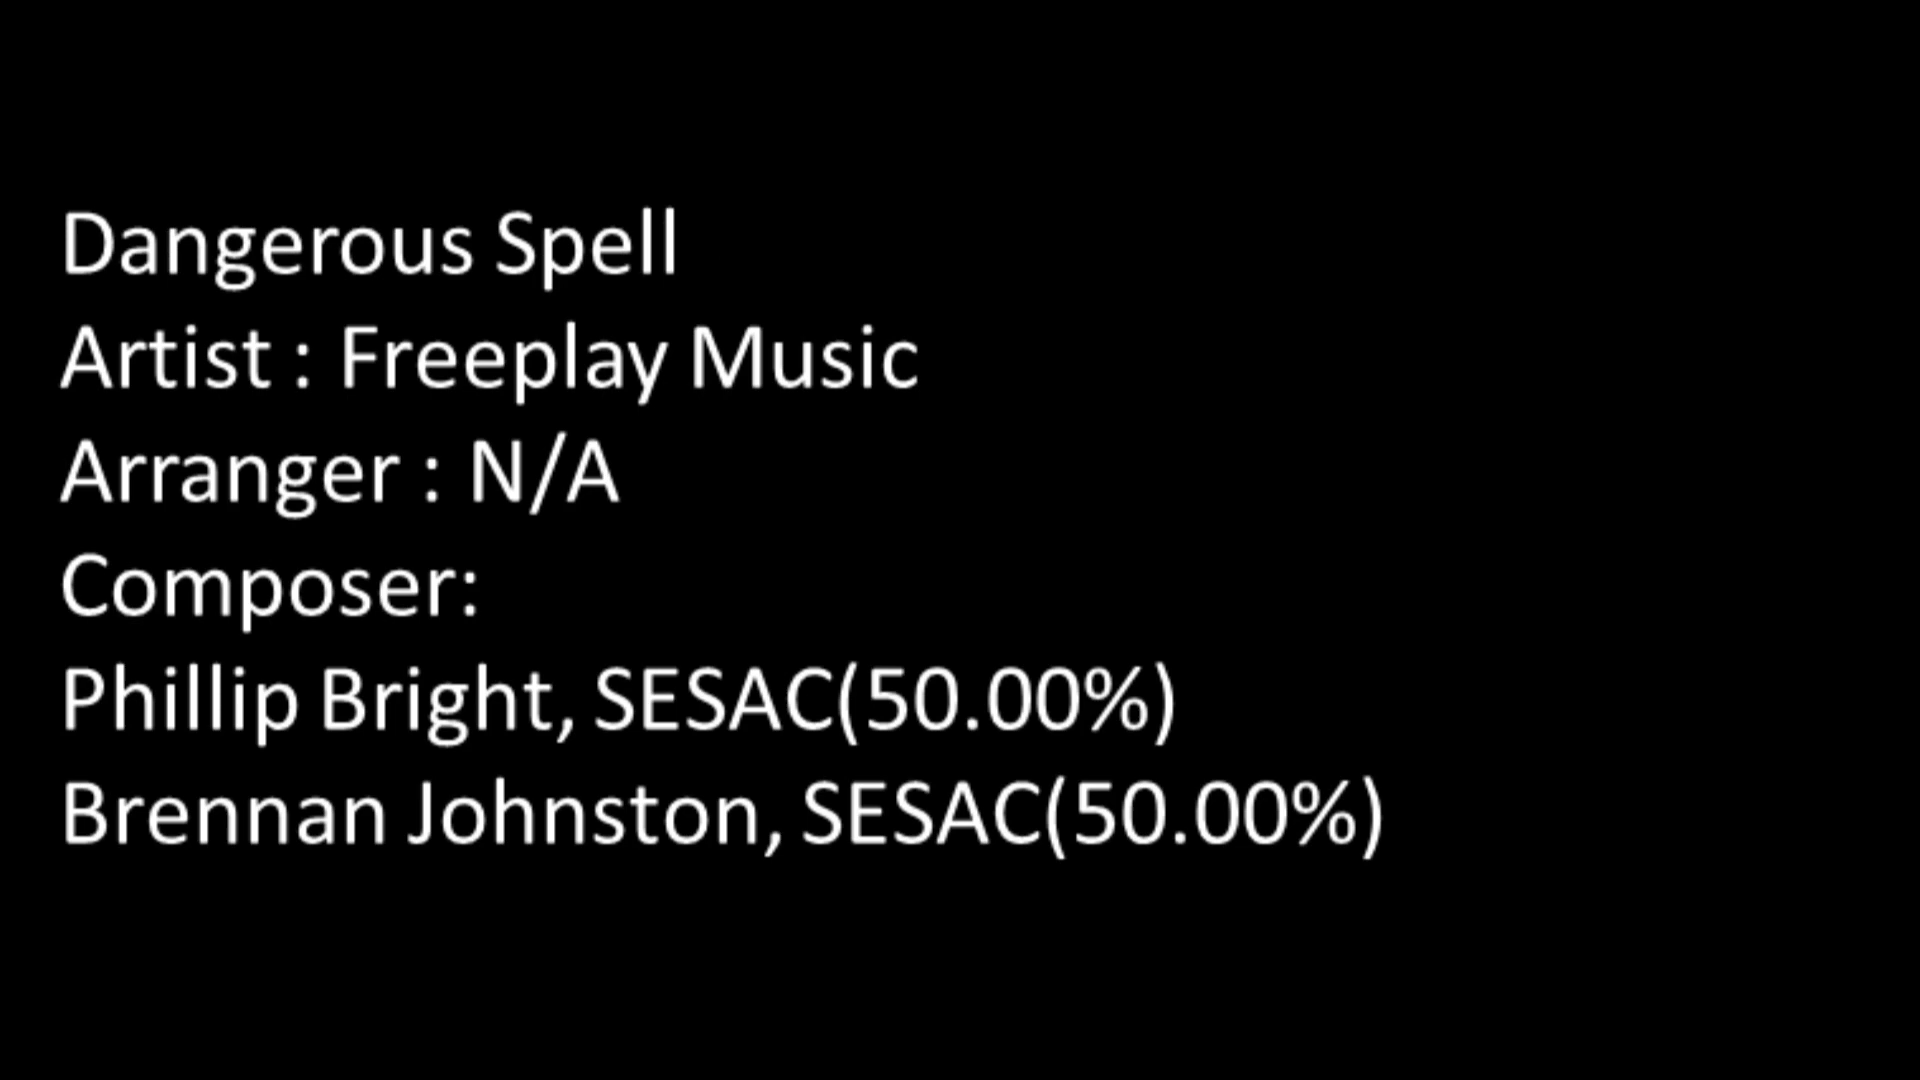 Dangerous Spell
Artist : Freeplay Music
Arranger : N/A
Composer:
Phillip Bright, SESAC(50.00%)
Brennan Johnston, SESAC(50.00%)